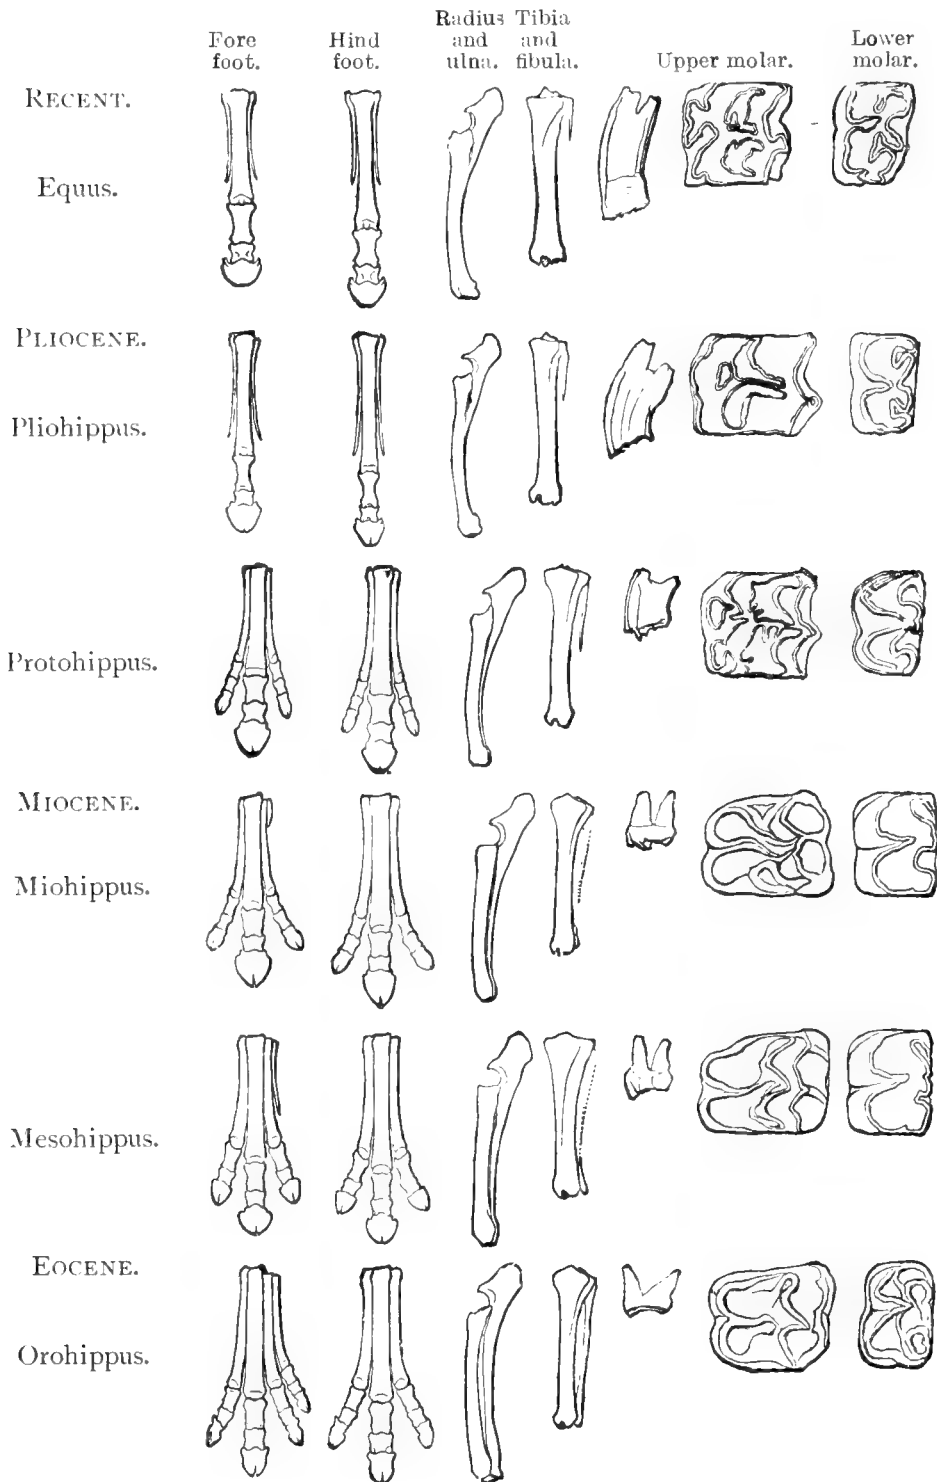 Fore foot.
Hind foot.
Radius and ulna.
Tibia and fibula.
Upper molar.
Lower molar.
RECENT.
Equus.
PLIOCENE.
Pliohippus.
Protohippus.
MIOCENE.
Miohippus.
Mesohippus.
EOCENE.
Orohippus.